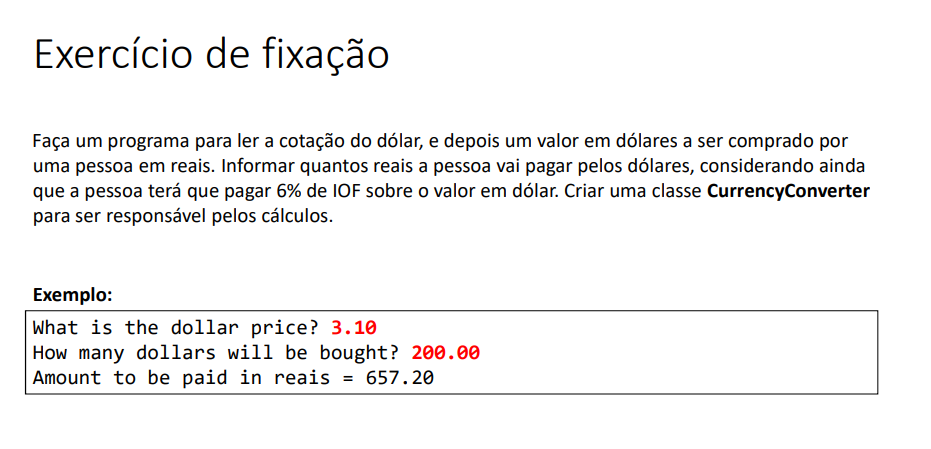 Exercício de fixação
Faça um programa para ler a cotação do dólar, e depois um valor em dólares a ser comprado por
uma pessoa em reais. Informar quantos reais a pessoa vai pagar pelos dólares, considerando ainda
que a pessoa terá que pagar 6% de IOF sobre o valor em dólar. Criar uma classe CurrencyConverter
para ser responsável pelos cálculos.
Exemplo:
What is the dollar price? 3.10
How many dollars will be bought? 200.00
Amount to be paid in reais = 657.20